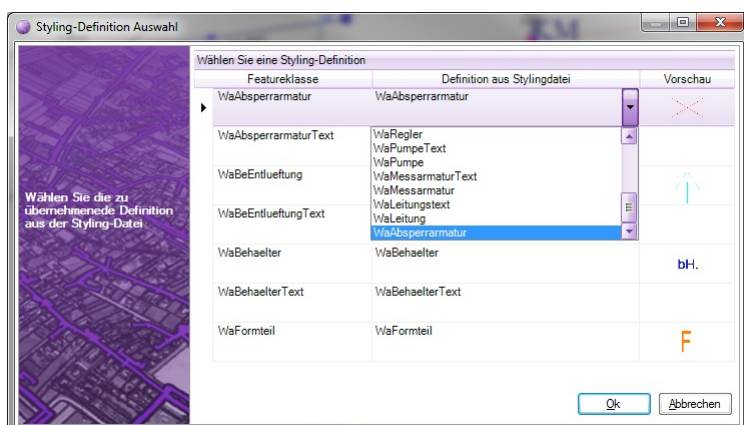 Styling-Definition Auswahl
Wählen Sie eine Styling-Definition
Featureklasse Definition aus Stylingdatei Vorschau
WaAbsperrarmatur WaAbsperrarmatur
WaAbsperrarmaturText
WaRegler
WaPumpeText
WaPumpe
WaMessarmaturText
WaMessarmatur
WaLeitungstext
WaLeitung
WaAbsperrarmatur
WaBeEntlueftung
WaBeEntlueftungText
Wählen Sie die zu
übernehmenede Definition
aus der Styling-Datei
WaBehaelter WaBehaelter bH.
WaBehaelterText WaBehaelterText
WaFormteil WaFormteil F
Ok Abbrechen